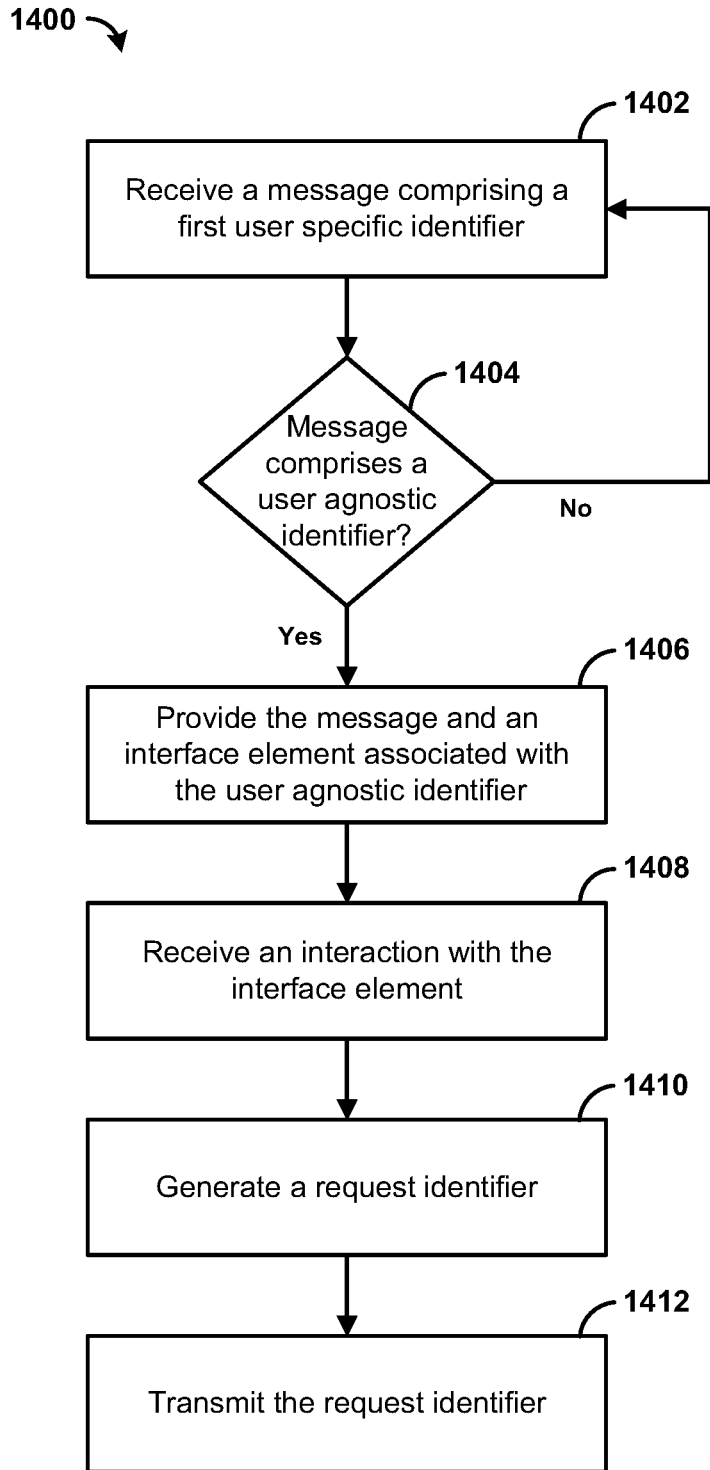 1400
1402
Receive a message comprising a
first user specific identifier
1404
Message
comprises a
user agnostic
identifier?
No
Yes
1406
Provide the message and an
interface element associated with
the user agnostic identifier
1408
Receive an interaction with the
interface element
1410
Generate a request identifier
1412
Transmit the request identifier